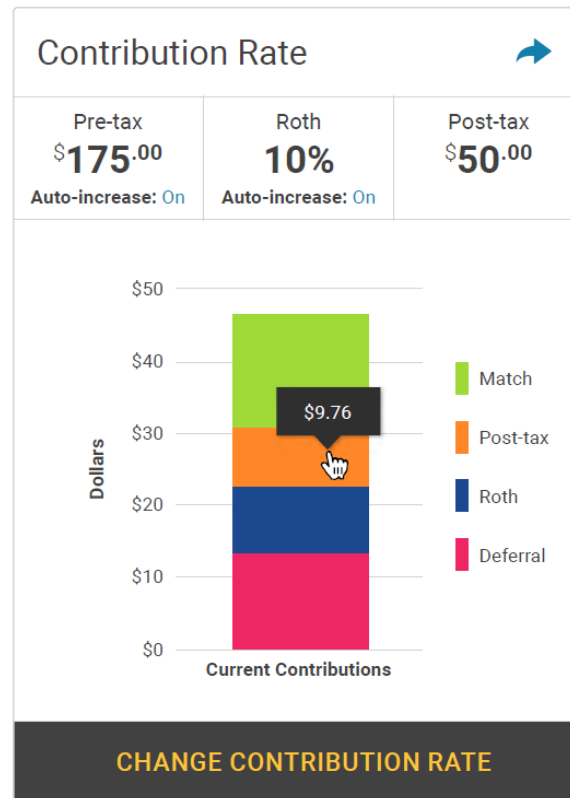 Contribution Rate
Pre-tax
$175.00
Auto-increase: On
Roth
10%
Auto-increase: On
Post-tax
$50.00
$50
$40
$30
$20
$10
$0
Dollars
$9.76
Current Contributions
Match
Post-tax
Roth
Deferral
CHANGE CONTRIBUTION RATE